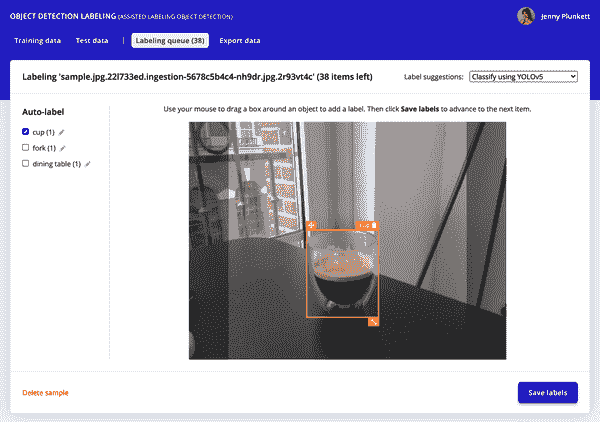 OBJECT DETECTION LABELING (ASSISTED LABELING OBJECT DETECTION)
Jenny Plunkett
Training data Test data | Labeling queue (38) Export data
Labeling 'sample.jpg.22l733ed.ingestion-5678c5b4c4-nh9dr.jpg.2r93vt4c' (38 items left)
Label suggestions: Classify using YOLOv5
Auto-label
Use your mouse to drag a box around an object to add a label. Then click Save labels to advance to the next item.
cup (1)
fork (1)
dining table (1)
Delete sample
Save labels